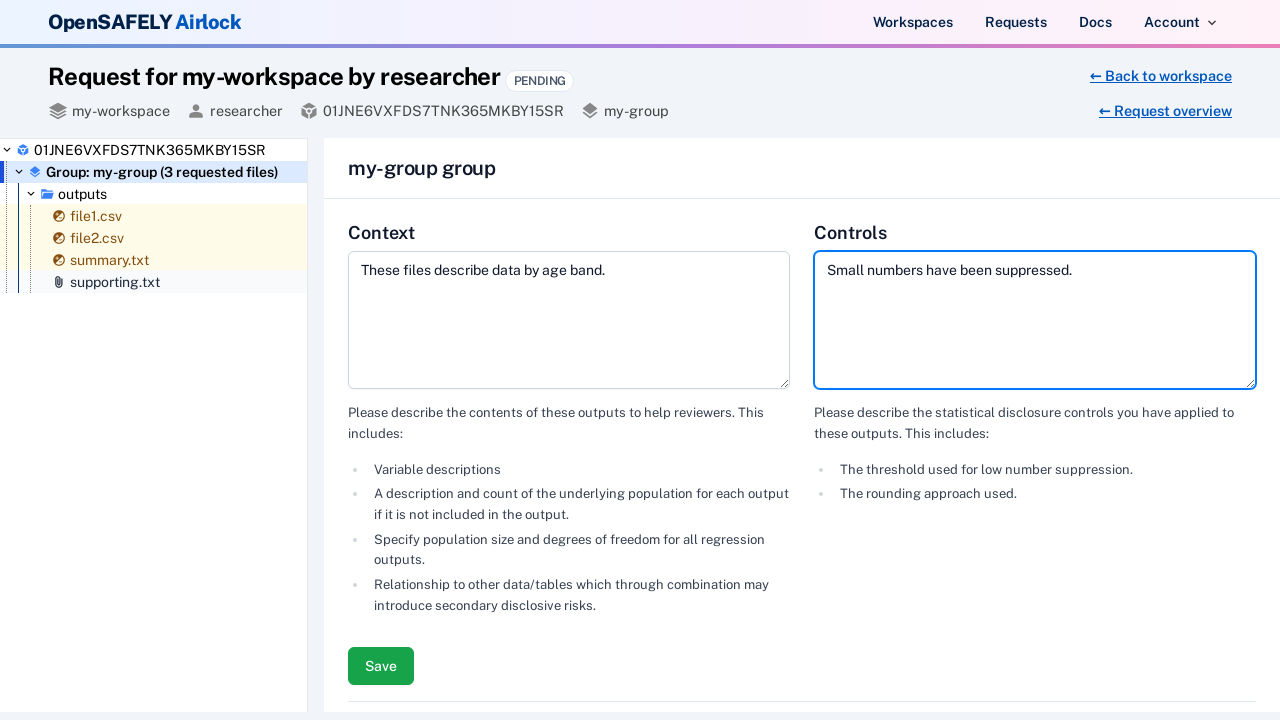 OpenSAFELY Airlock
Workspaces
Requests
Docs
Account
Request for my-workspace by researcher
PENDING
← Back to workspace
my-workspace
researcher
01JNE6VXFDS7TNK365MKBY15SR
my-group
← Request overview
01JNE6VXFDS7TNK365MKBY15SR
Group: my-group (3 requested files)
outputs
file1.csv
file2.csv
summary.txt
supporting.txt
my-group group
Context
These files describe data by age band.
Please describe the contents of these outputs to help reviewers. This
includes:
Variable descriptions
A description and count of the underlying population for each output
if it is not included in the output.
Specify population size and degrees of freedom for all regression
outputs.
Relationship to other data/tables which through combination may
introduce secondary disclosive risks.
Controls
Small numbers have been suppressed.
Please describe the statistical disclosure controls you have applied to
these outputs. This includes:
The threshold used for low number suppression.
The rounding approach used.
Save